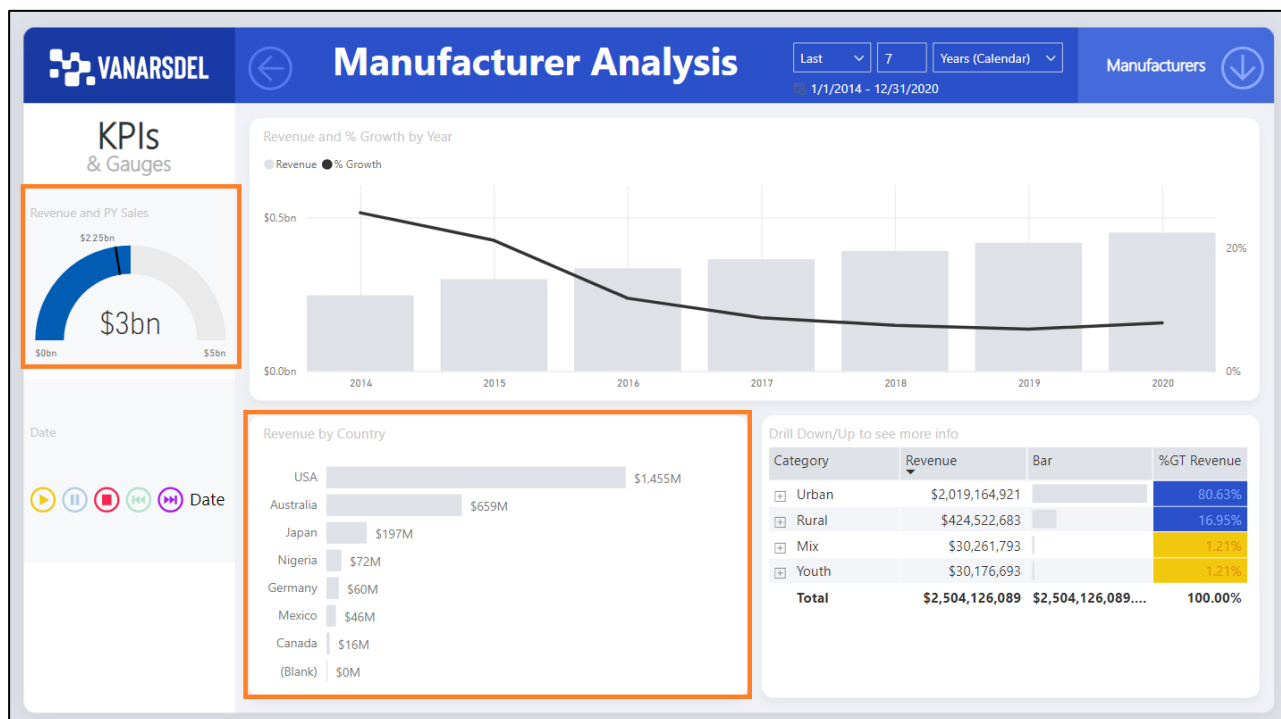 VANARSDEL
Manufacturer Analysis
Last 7 Years (Calendar)
1/1/2014 - 12/31/2020
Manufacturers
KPIs
& Gauges
Revenue and PY Sales
$2.25bn
$3bn
$0bn $5bn
Date
Date
Revenue and % Growth by Year
Revenue % Growth
$0.5bn
20%
$0.0bn
0%
2014 2015 2016 2017 2018 2019 2020
Revenue by Country
USA $1,455M
Australia $659M
Japan $197M
Nigeria $72M
Germany $60M
Mexico $46M
Canada $16M
(Blank) $0M
Drill Down/Up to see more info
Category Revenue Bar %GT Revenue
Urban $2,019,164,921 80.63%
Rural $424,522,683 16.95%
Mix $30,261,793 1.21%
Youth $30,176,693 1.21%
Total $2,504,126,089 $2,504,126,089.... 100.00%